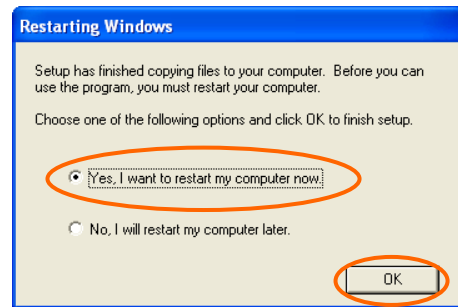 Restarting Windows
Setup has finished copying files to your computer.  Before you can
use the program, you must restart your computer.
Choose one of the following options and click OK to finish setup.
Yes, I want to restart my computer now.
No, I will restart my computer later.
OK